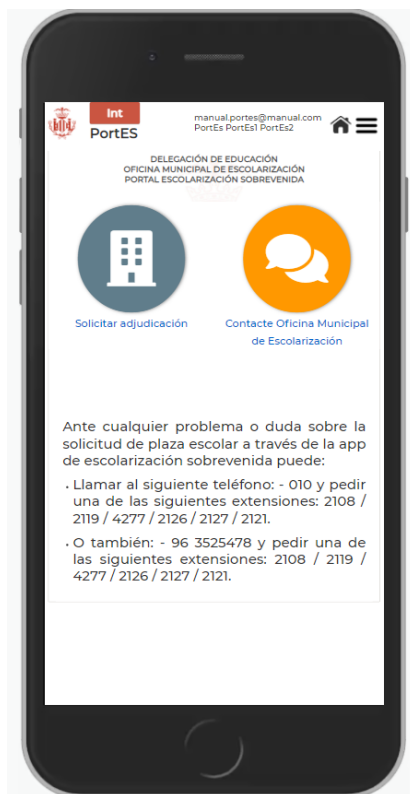 Int
PortES
manual.portes@manual.com
PortEs PortEs1 PortEs2
DELEGACIÓN DE EDUCACIÓN
OFICINA MUNICIPAL DE ESCOLARIZACIÓN
PORTAL ESCOLARIZACIÓN SOBREVENIDA
Solicitar adjudicación
Contacte Oficina Municipal
de Escolarización
Ante cualquier problema o duda sobre la
solicitud de plaza escolar a través de la app
de escolarización sobrevenida puede:
• Llamar al siguiente teléfono: - 010 y pedir
una de las siguientes extensiones: 2108 /
2119 / 4277 / 2126 / 2127 / 2121.
• O también: - 96 3525478 y pedir una de
las siguientes extensiones: 2108 / 2119 /
4277 / 2126 / 2127 / 2121.